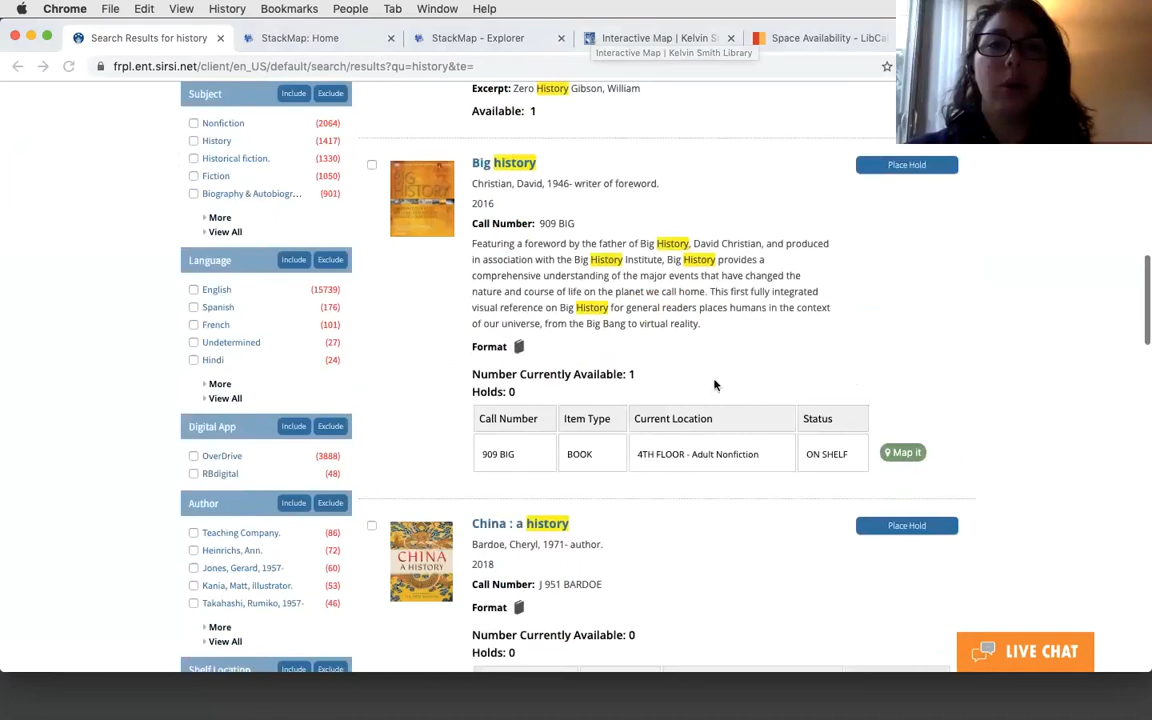 Chrome File Edit View History Bookmarks People Tab Window Help
Search Results for history
StackMap: Home
StackMap - Explorer
Interactive Map | Kelvin S
Space Availability - LibCa
frpl.ent.sirsi.net/client/en_US/default/search/results?qu=history&te=
Interactive Map | Kelvin Smith Library
Subject Include Exclude
Nonfiction (2064)
History (1417)
Historical fiction. (1330)
Fiction (1050)
Biography & Autobiogr... (901)
More
View All
Language Include Exclude
English (15739)
Spanish (176)
French (101)
Undetermined (27)
Hindi (24)
More
View All
Digital App Include Exclude
OverDrive (3888)
RBdigital (48)
Author Include Exclude
Teaching Company. (86)
Heinrichs, Ann. (72)
Jones, Gerard, 1957- (60)
Kania, Matt, illustrator. (53)
Takahashi, Rumiko, 1957- (46)
More
View All
Shelf Location Include Exclude
Excerpt: Zero History Gibson, William
Available: 1
Big history
Place Hold
Christian, David, 1946- writer of foreword.
2016
Call Number: 909 BIG
Featuring a foreword by the father of Big History, David Christian, and produced
in association with the Big History Institute, Big History provides a
comprehensive understanding of the major events that have changed the
nature and course of life on the planet we call home. This first fully integrated
visual reference on Big History for general readers places humans in the context
of our universe, from the Big Bang to virtual reality.
Format
Number Currently Available: 1
Holds: 0
Call Number Item Type Current Location Status
909 BIG BOOK 4TH FLOOR - Adult Nonfiction ON SHELF
Map it
China : a history
Place Hold
Bardoe, Cheryl, 1971- author.
2018
Call Number: J 951 BARDOE
CHINA
A HISTORY
Format
Number Currently Available: 0
Holds: 0
LIVE CHAT